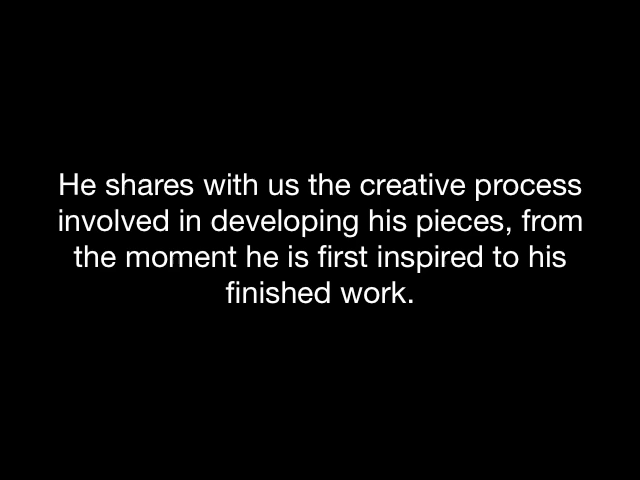 He shares with us the creative process
involved in developing his pieces, from
the moment he is first inspired to his
finished work.